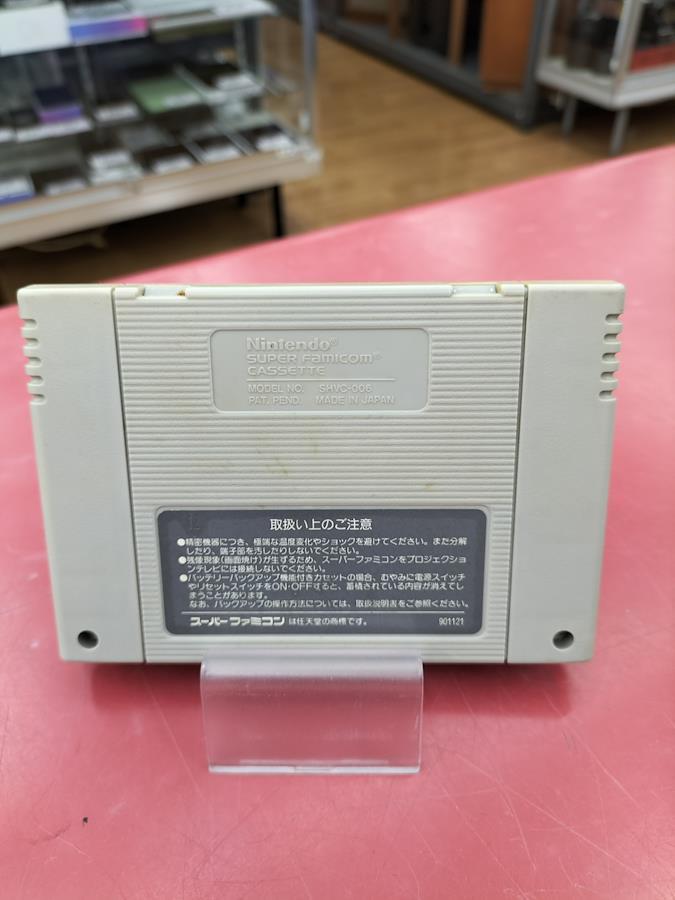 Nintendo®
SUPER FAMICOM®
CASSETTE
MODEL NO. SHVC-006
PAT. PEND. MADE IN JAPAN
取扱い上のご注意
●精密機器につき、極端な温度変化やショックを避けてください。また分解
したり、端子部を汚したりしないでください。
●残像現象(画面焼け)が生ずるため、スーパーファミコンをプロジェクショ
ンテレビには接続しないでください。
●バッテリーバックアップ機能付きカセットの場合、むやみに電源スイッチ
やリセットスイッチをON・OFFすると、蓄積されている内容が消えてし
まうことがあります。
なお、バックアップの操作方法については、取扱説明書をご参照ください。
スーパーファミコン は任天堂の商標です。 901121